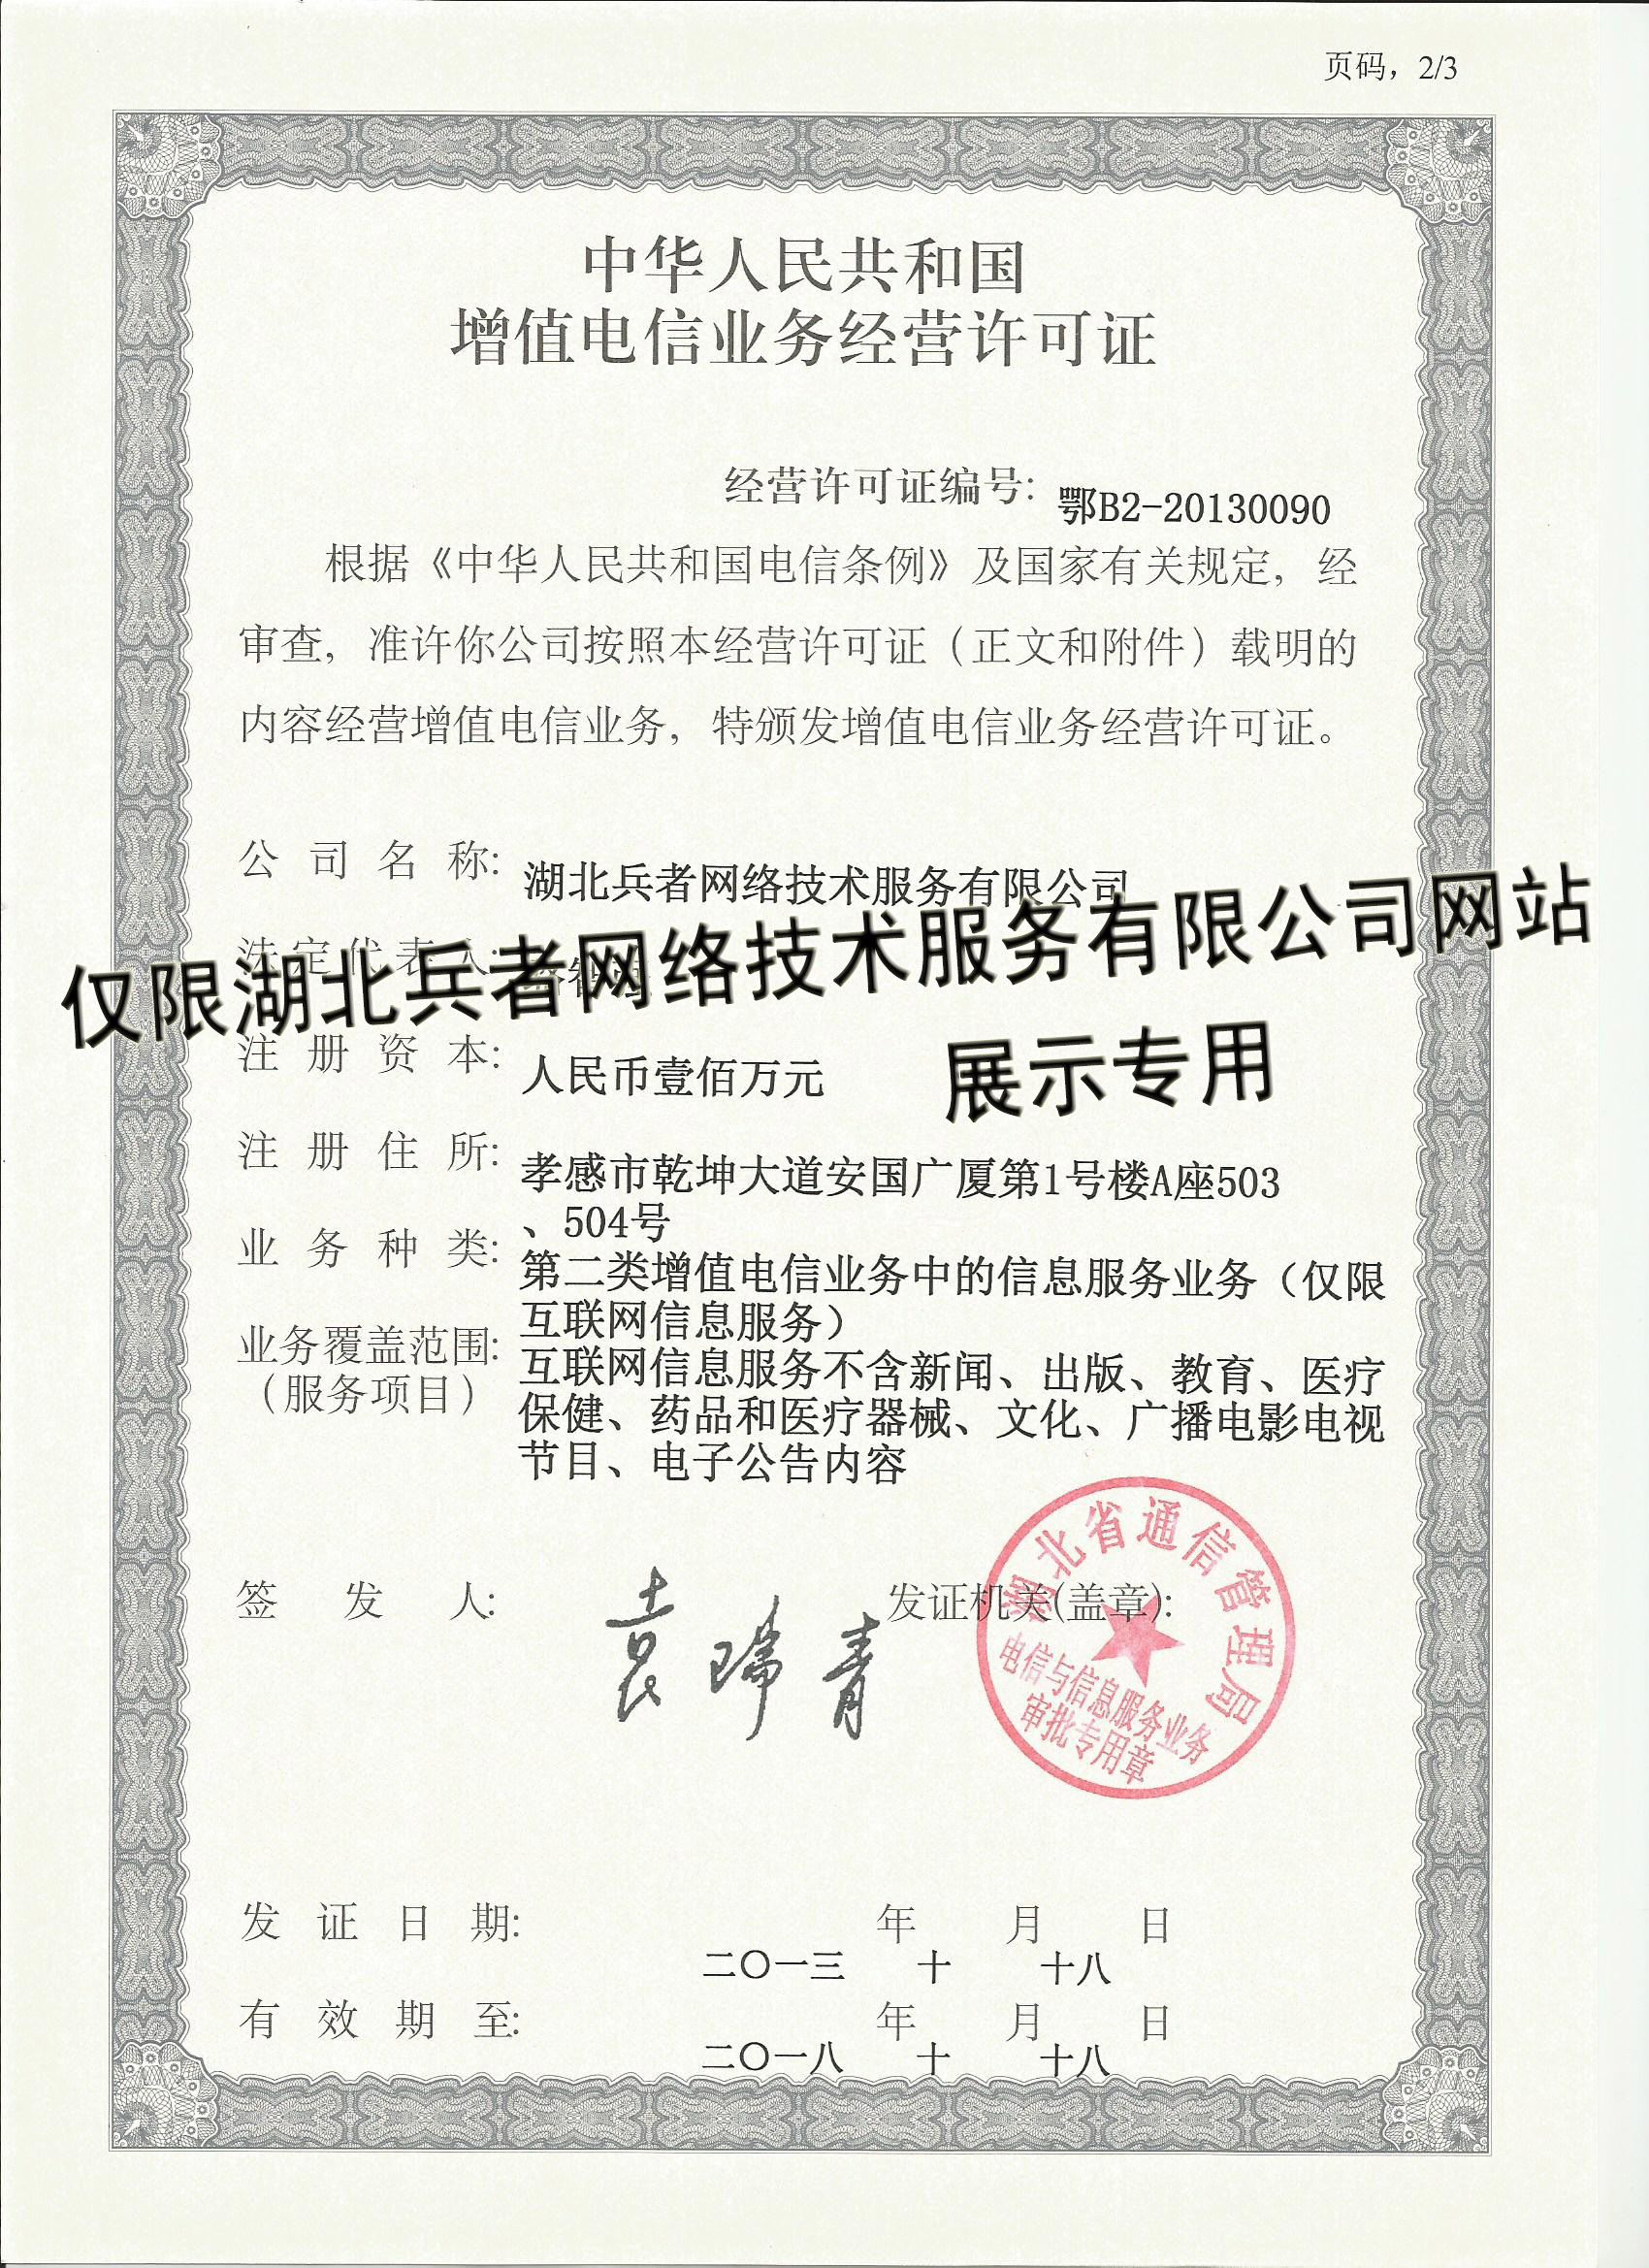 页码，2/3
中华人民共和国
增值电信业务经营许可证
经营许可证编号: 鄂B2-20130090
根据《中华人民共和国电信条例》及国家有关规定，经
审查，准许你公司按照本经营许可证（正文和附件）载明的
内容经营增值电信业务，特颁发增值电信业务经营许可证。
公司名称: 湖北兵者网络技术服务有限公司
仅限湖北兵者网络技术服务有限公司网站
展示专用
法定代表人:
注册资本: 人民币壹佰万元
注册住所: 孝感市乾坤大道安国广厦第1号楼A座503
、504号
业务种类: 第二类增值电信业务中的信息服务业务（仅限
互联网信息服务）
业务覆盖范围: 互联网信息服务不含新闻、出版、教育、医疗
（服务项目） 保健、药品和医疗器械、文化、广播电影电视
节目、电子公告内容
签发人: 袁瑞青 发证机关(盖章):
湖北省通信管理局
电信与信息服务业务
审批专用章
发证日期: 年 月 日
二〇一三 十 十八
有效期至: 年 月 日
二〇一八 十 十八